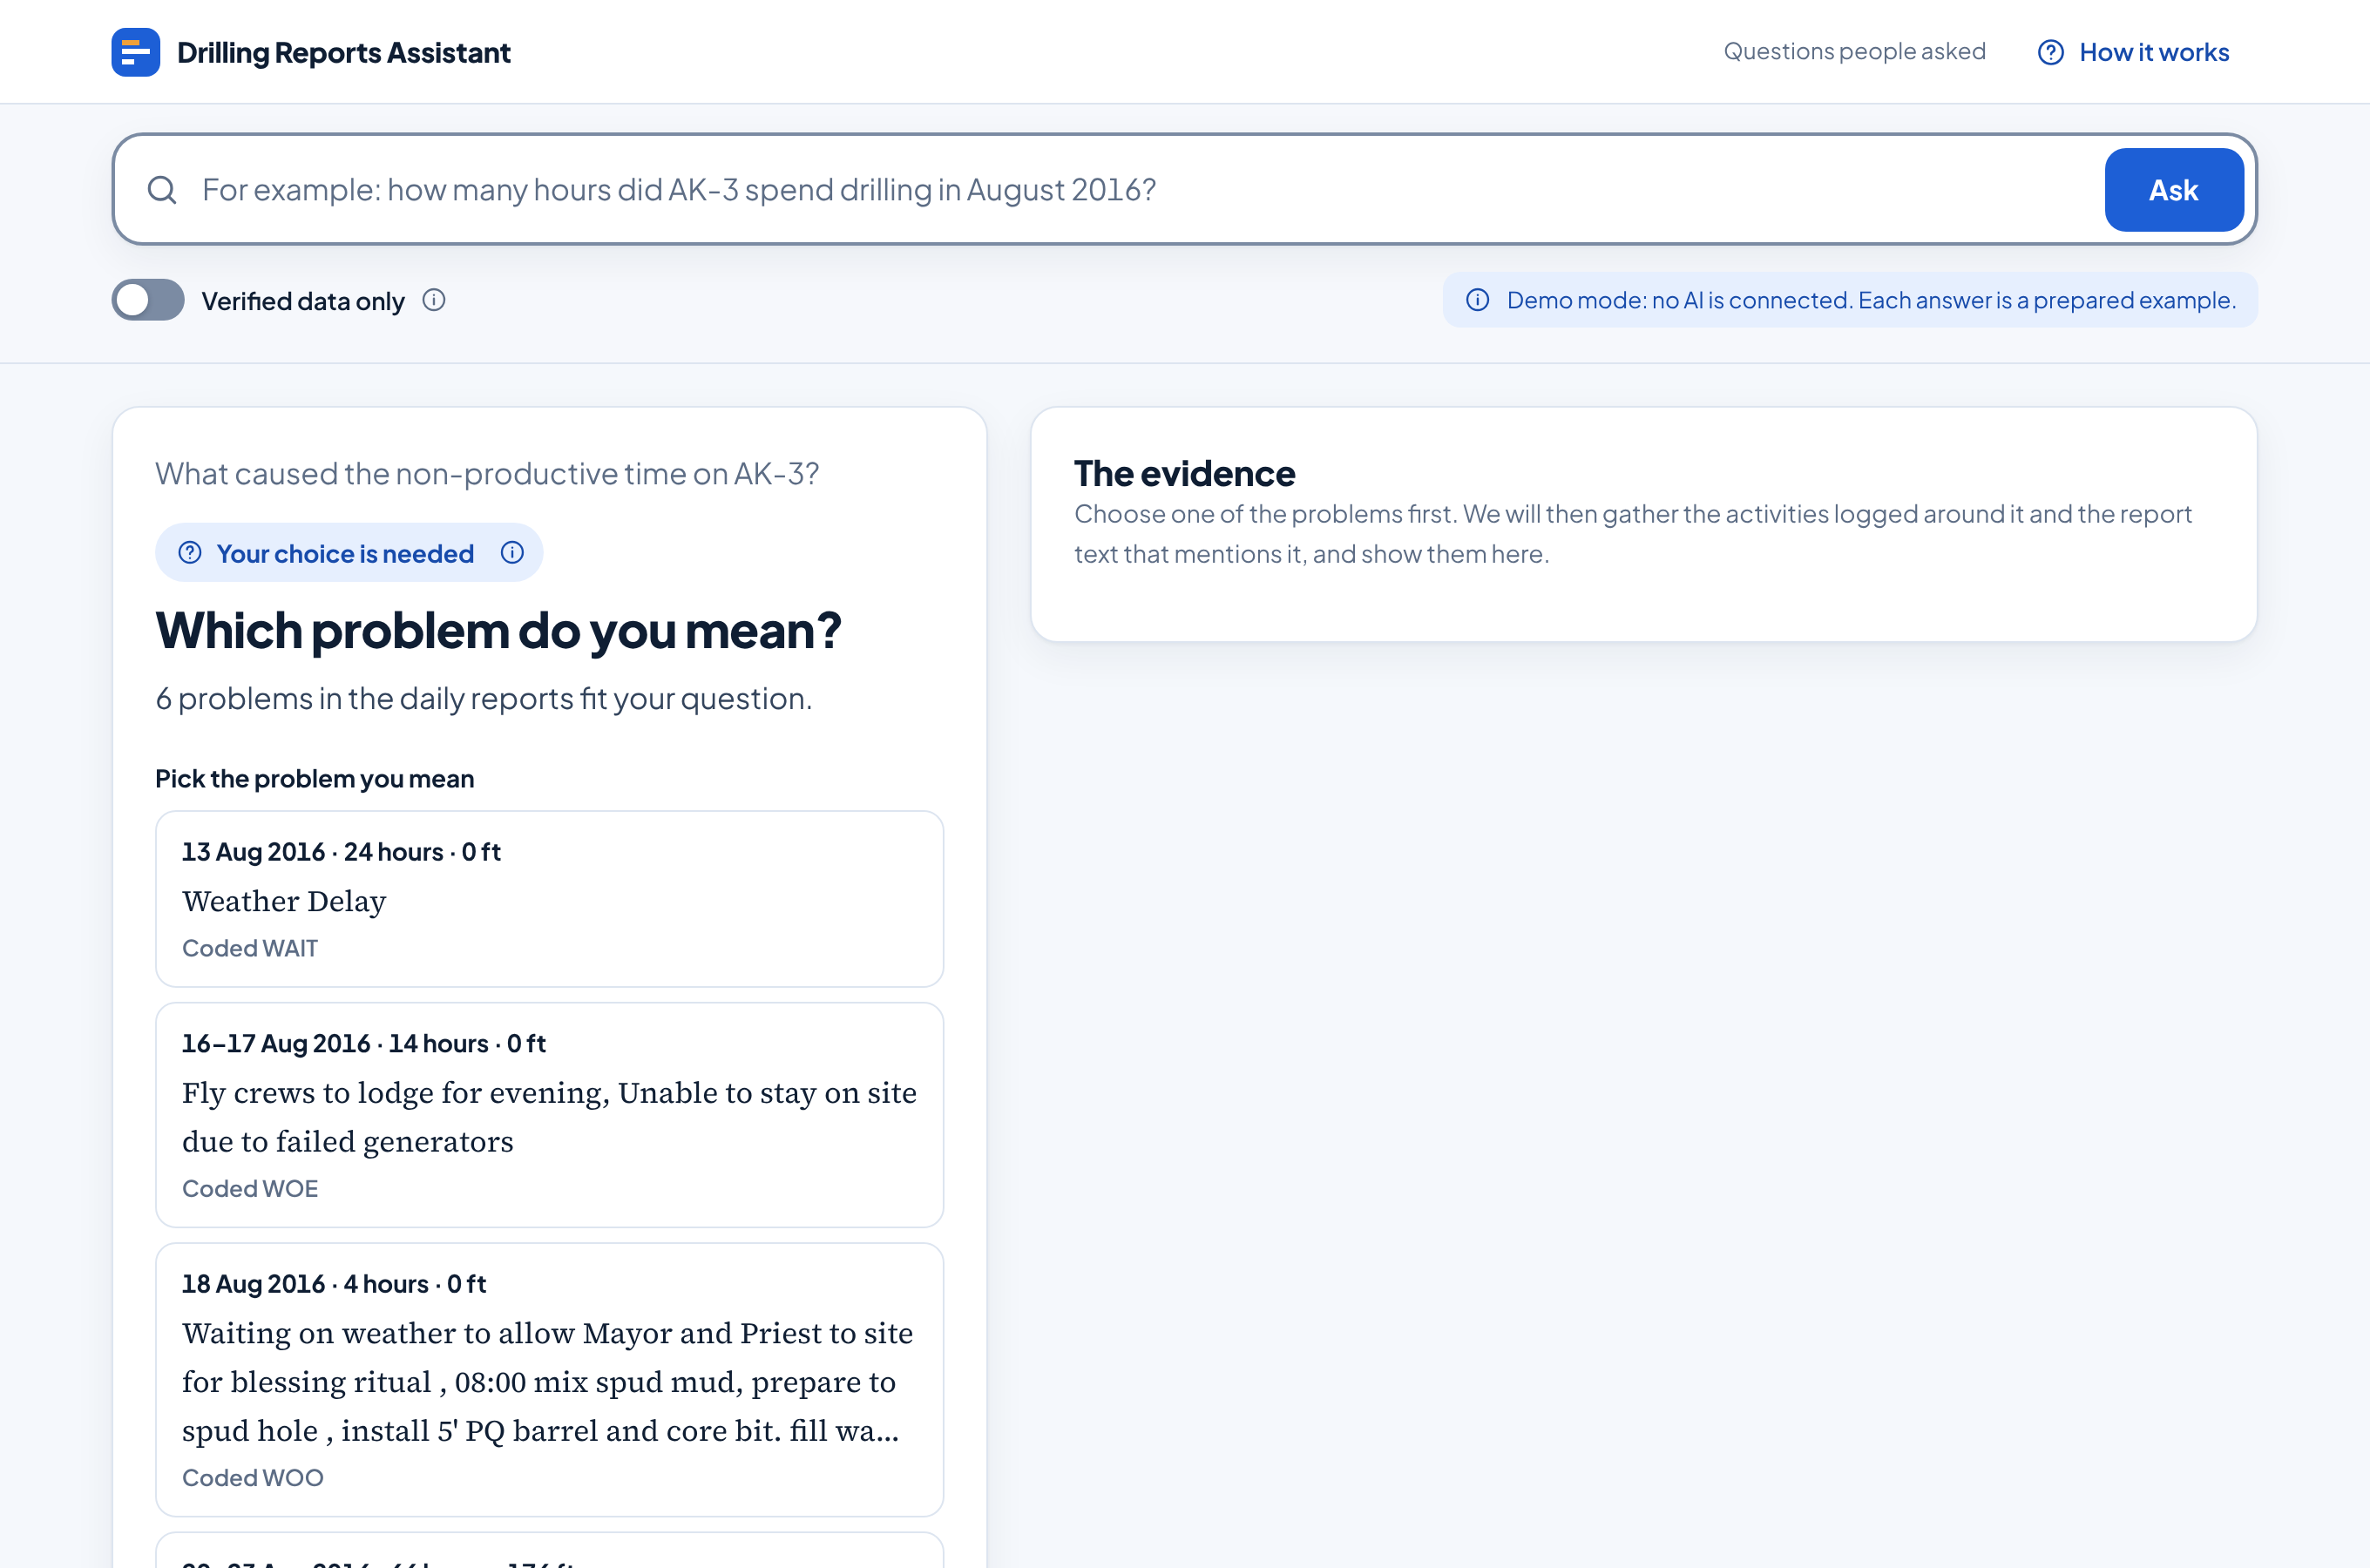 Drilling Reports Assistant
Questions people asked
How it works
For example: how many hours did AK-3 spend drilling in August 2016?
Ask
Verified data only
Demo mode: no AI is connected. Each answer is a prepared example.
What caused the non-productive time on AK-3?
Your choice is needed
Which problem do you mean?
6 problems in the daily reports fit your question.
Pick the problem you mean
13 Aug 2016 · 24 hours · 0 ft
Weather Delay
Coded WAIT
16–17 Aug 2016 · 14 hours · 0 ft
Fly crews to lodge for evening, Unable to stay on site
due to failed generators
Coded WOE
18 Aug 2016 · 4 hours · 0 ft
Waiting on weather to allow Mayor and Priest to site
for blessing ritual , 08:00 mix spud mud, prepare to
spud hole , install 5' PQ barrel and core bit. fill wa...
Coded WOO
The evidence
Choose one of the problems first. We will then gather the activities logged around it and the report
text that mentions it, and show them here.